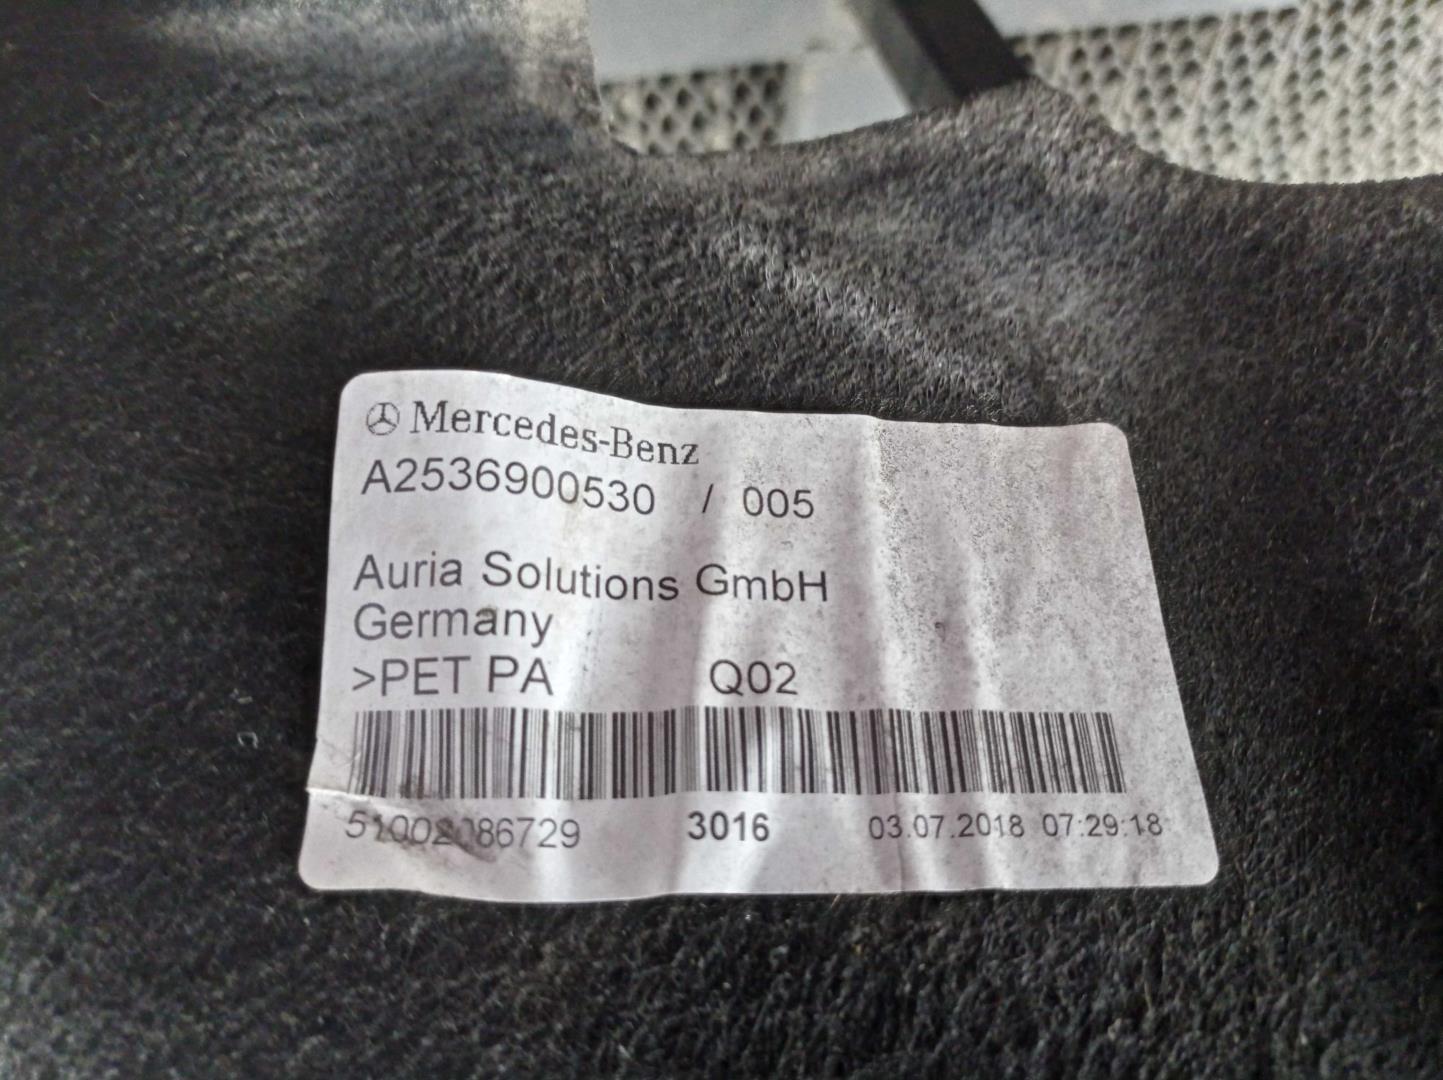 Mercedes-Benz
A2536900530 / 005
Auria Solutions GmbH
Germany
>PET PA Q02
51002086729 3016 03.07.2018 07:29:18